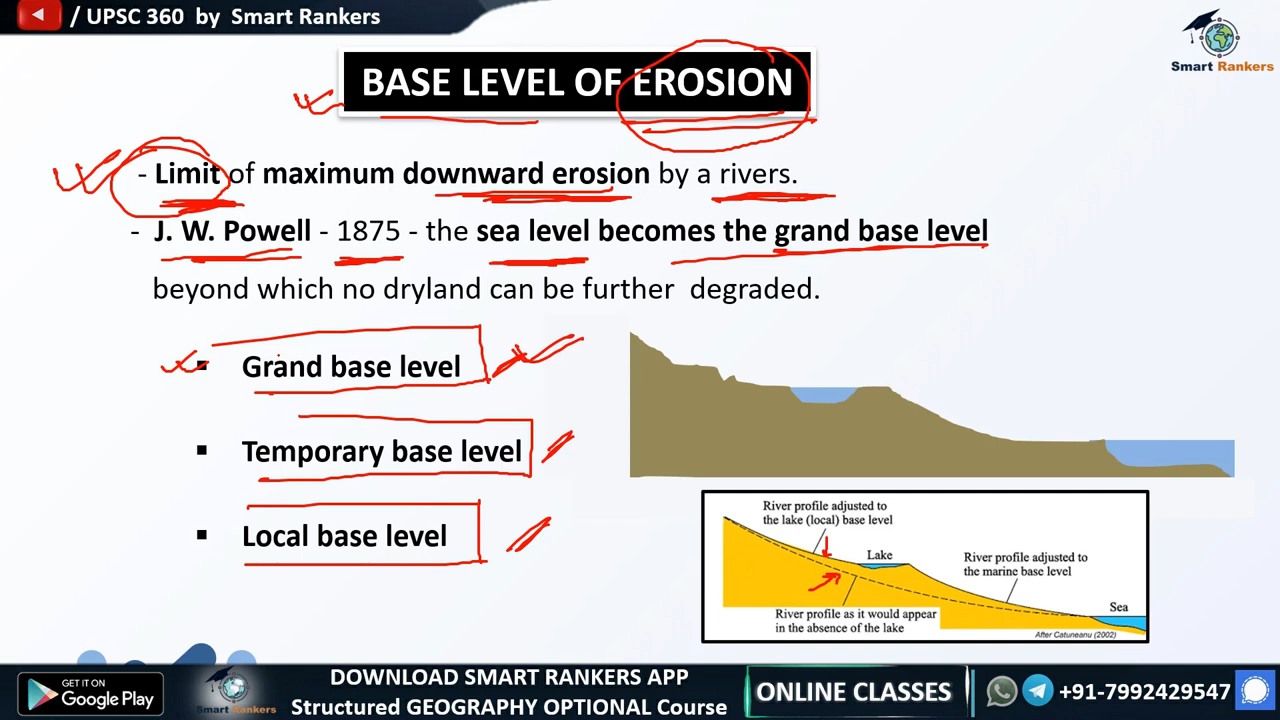 / UPSC 360 by Smart Rankers
Smart Rankers
BASE LEVEL OF EROSION
- Limit of maximum downward erosion by a rivers.
- J. W. Powell - 1875 - the sea level becomes the grand base level
beyond which no dryland can be further degraded.
▪ Grand base level
▪ Temporary base level
▪ Local base level
River profile adjusted to
the lake (local) base level
Lake
River profile adjusted to
the marine base level
Sea
River profile as it would appear
in the absence of the lake
After Catuneanu (2002)
GET IT ON
Google Play
Smart Rankers
DOWNLOAD SMART RANKERS APP
Structured GEOGRAPHY OPTIONAL Course
ONLINE CLASSES
+91-7992429547